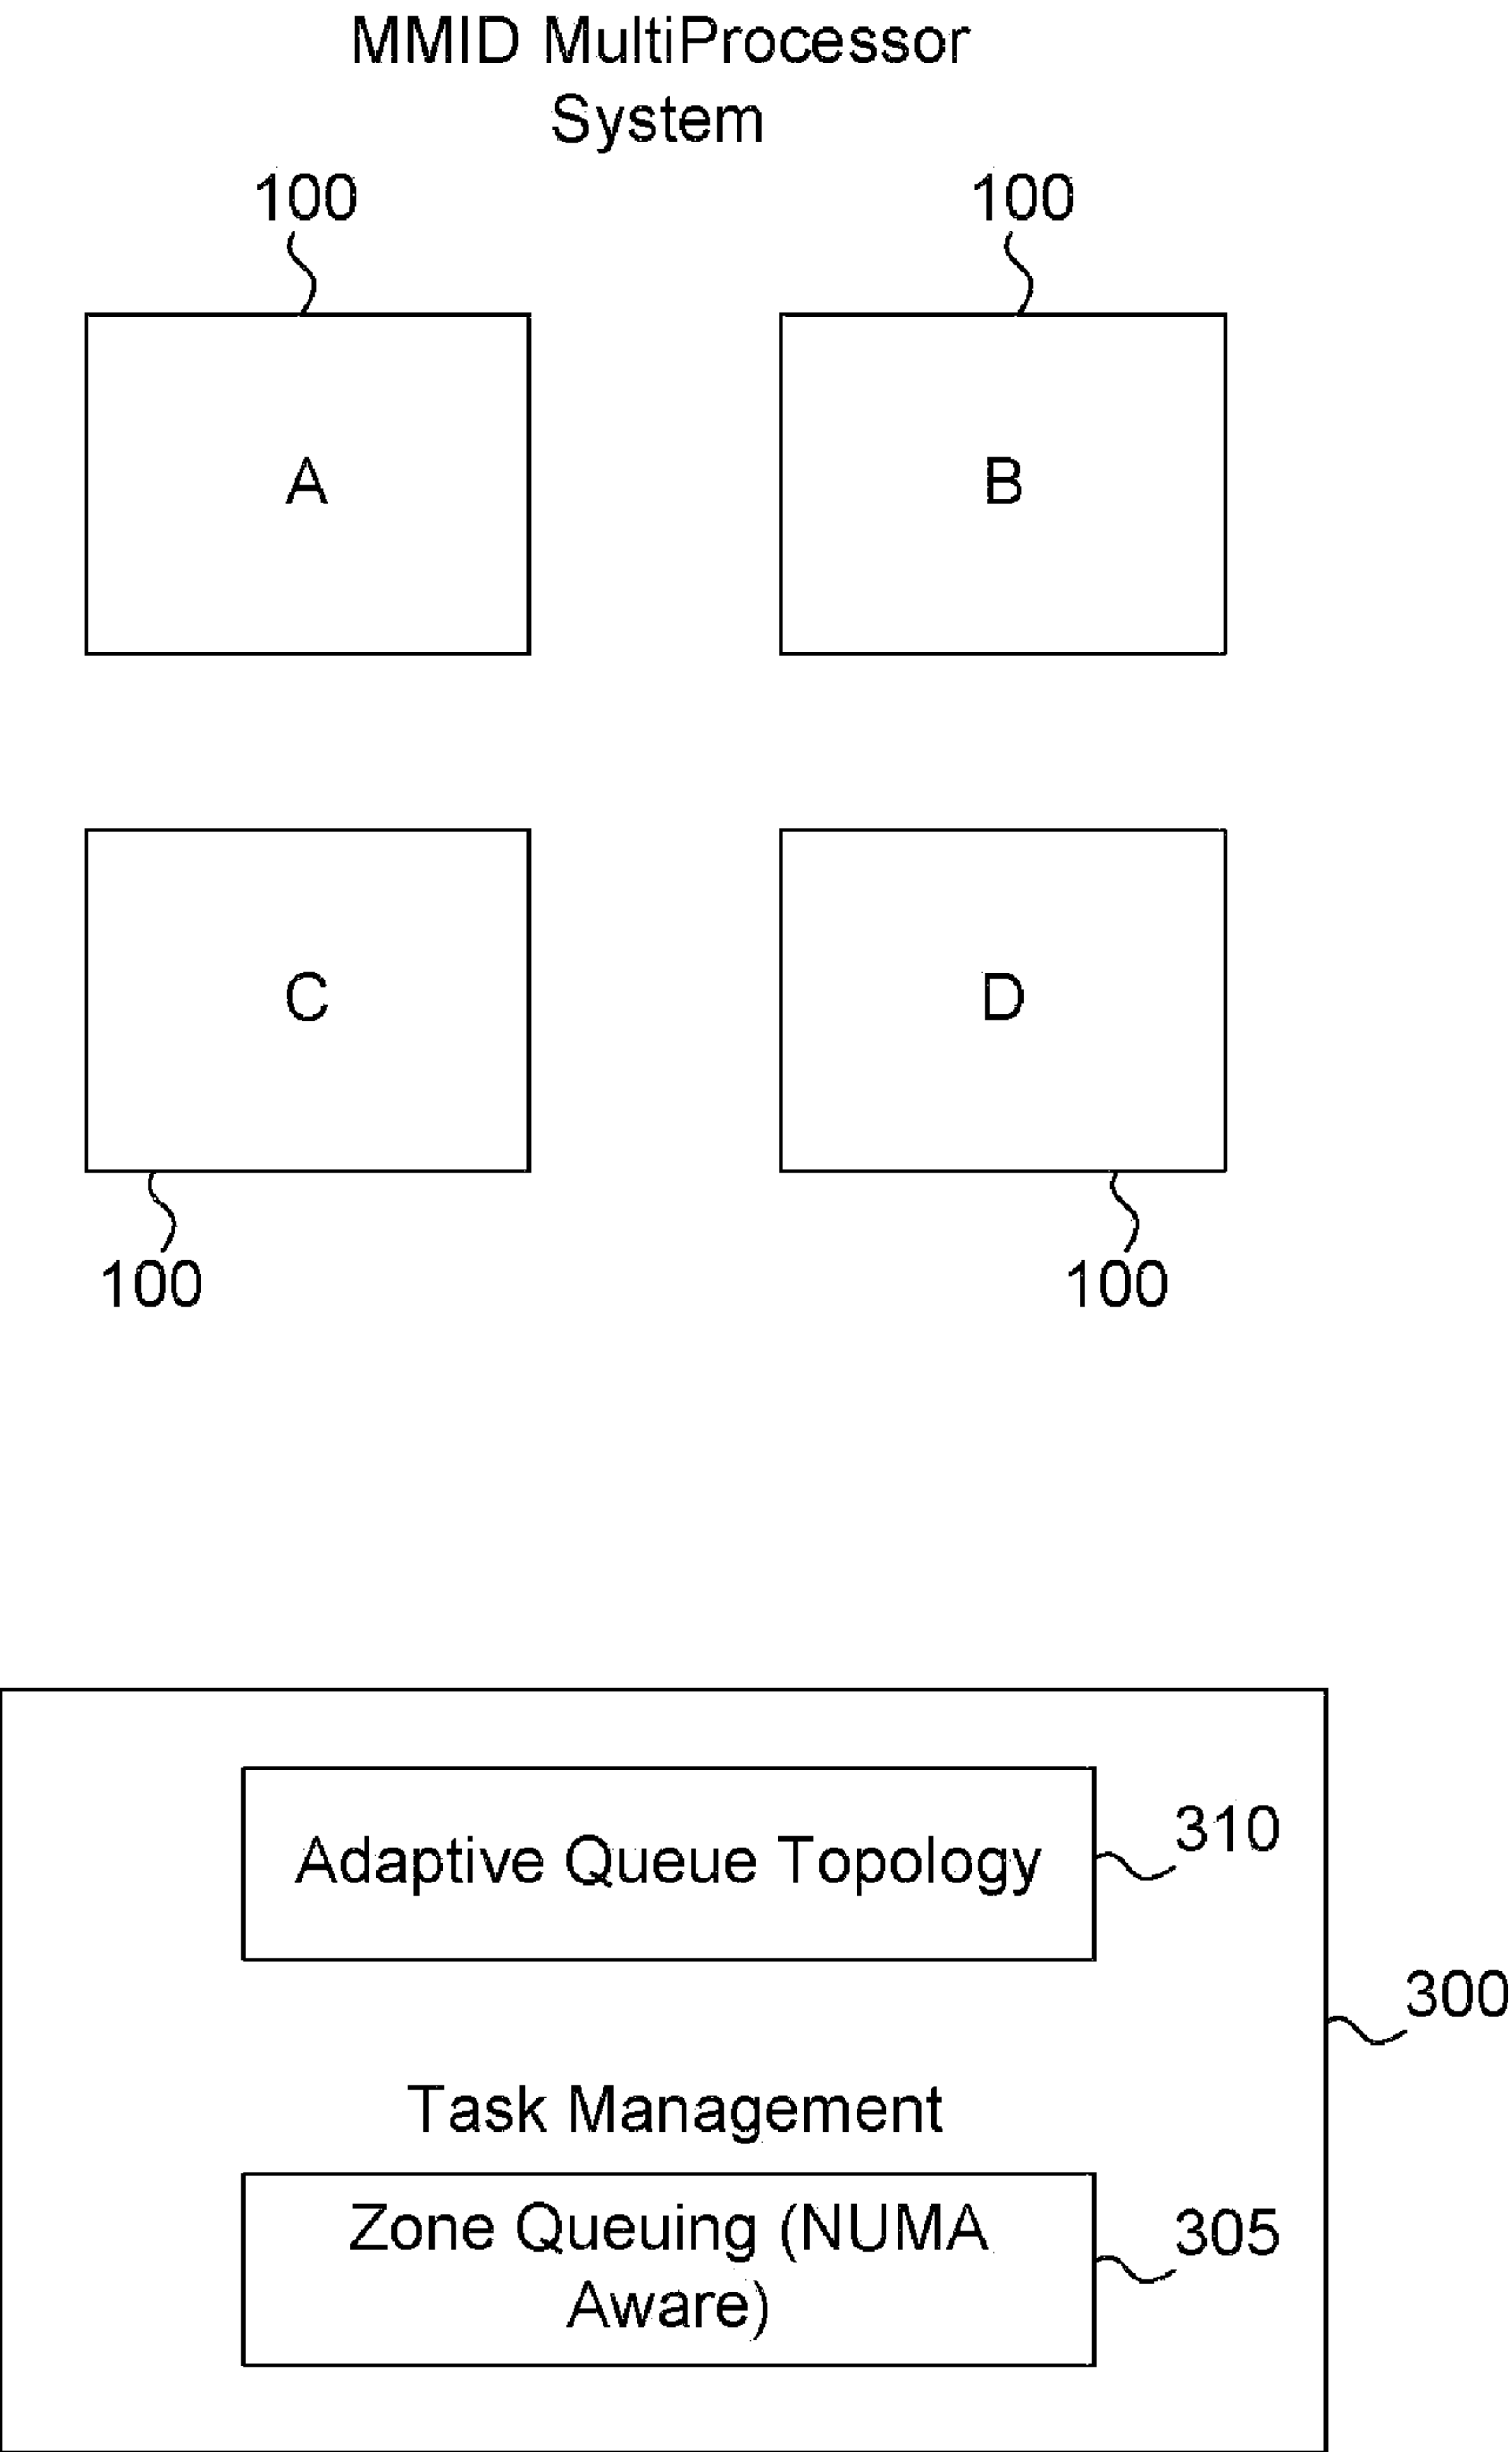 MMID MultiProcessor
System
100
100
A
B
C
D
100
100
Adaptive Queue Topology
310
300
Task Management
Zone Queuing (NUMA
Aware)
305